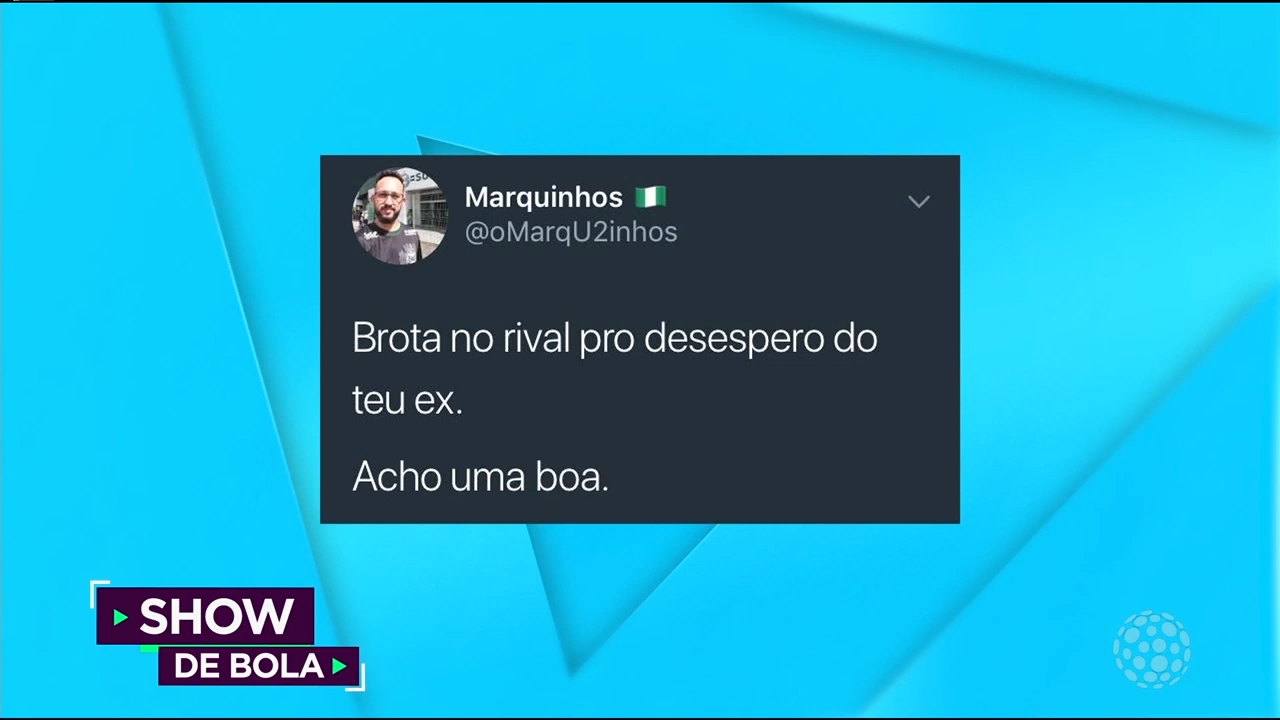 Marquinhos 🇳🇬
@oMarqU2inhos
Brota no rival pro desespero do
teu ex.
Acho uma boa.
SHOW
DE BOLA